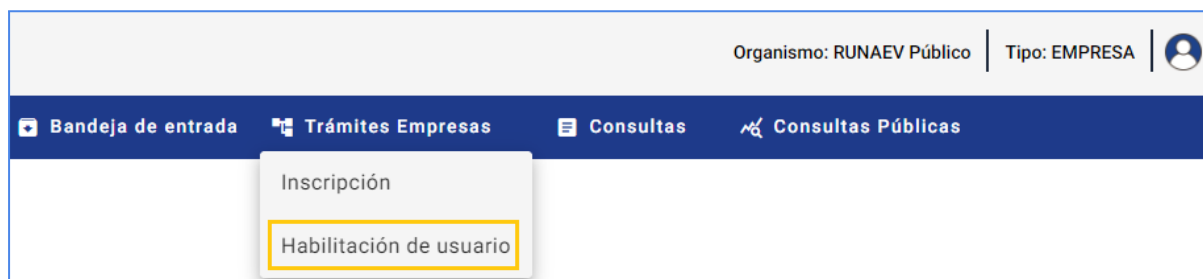 Organismo: RUNAEV Público Tipo: EMPRESA
Bandeja de entrada Trámites Empresas Consultas Consultas Públicas
Inscripción
Habilitación de usuario